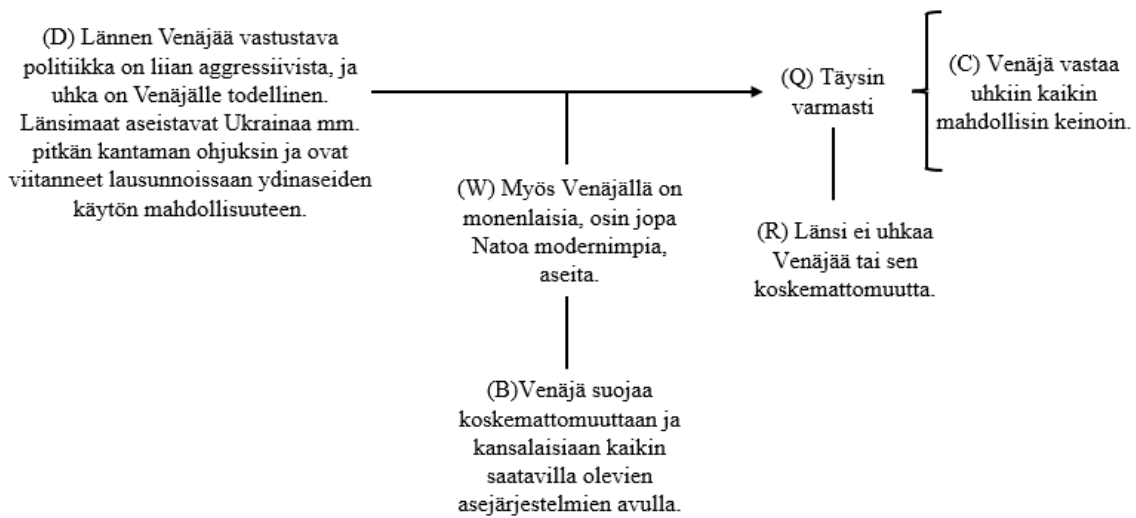 (D) Lännen Venäjää vastustava
politiikka on liian aggressiivista, ja
uhka on Venäjälle todellinen.
Länsimaat aseistavat Ukrainaa mm.
pitkän kantaman ohjuksin ja ovat
viitanneet lausunnoissaan ydinaseiden
käytön mahdollisuuteen.
(W) Myös Venäjällä on
monenlaisia, osin jopa
Natoa modernimpia,
aseita.
(B)Venäjä suojaa
koskemattomuuttaan ja
kansalaisiaan kaikin
saatavilla olevien
asejärjestelmien avulla.
(Q) Täysin
varmasti
(R) Länsi ei uhkaa
Venäjää tai sen
koskemattomuutta.
(C) Venäjä vastaa
uhkiin kaikin
mahdollisin keinoin.